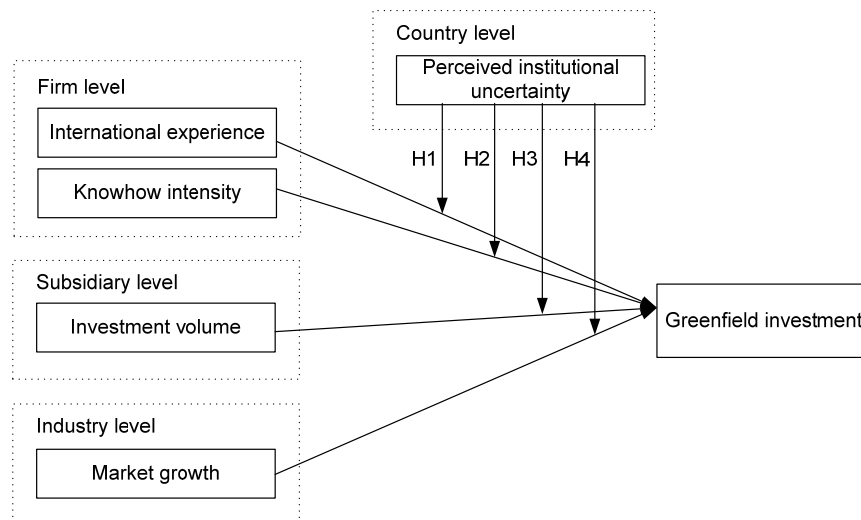 Country level
Perceived institutional
uncertainty
Firm level
International experience
Knowhow intensity
H1 H2 H3 H4
Subsidiary level
Investment volume
Greenfield investment
Industry level
Market growth